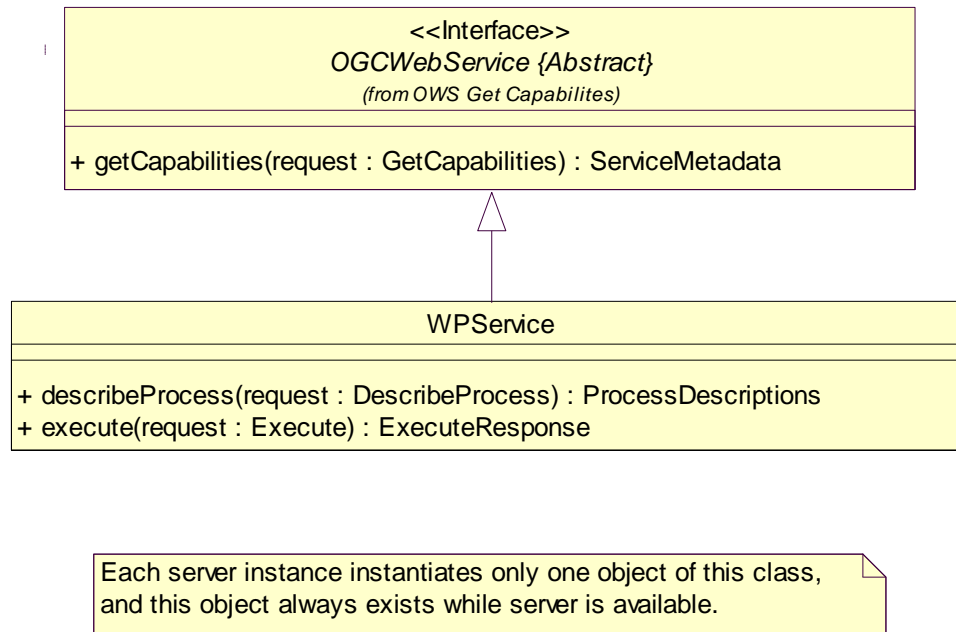 <<Interface>>
OGCWebService {Abstract}
(from OWS Get Capabilites)
+ getCapabilities(request : GetCapabilities) : ServiceMetadata
WPService
+ describeProcess(request : DescribeProcess) : ProcessDescriptions
+ execute(request : Execute) : ExecuteResponse
Each server instance instantiates only one object of this class,
and this object always exists while server is available.